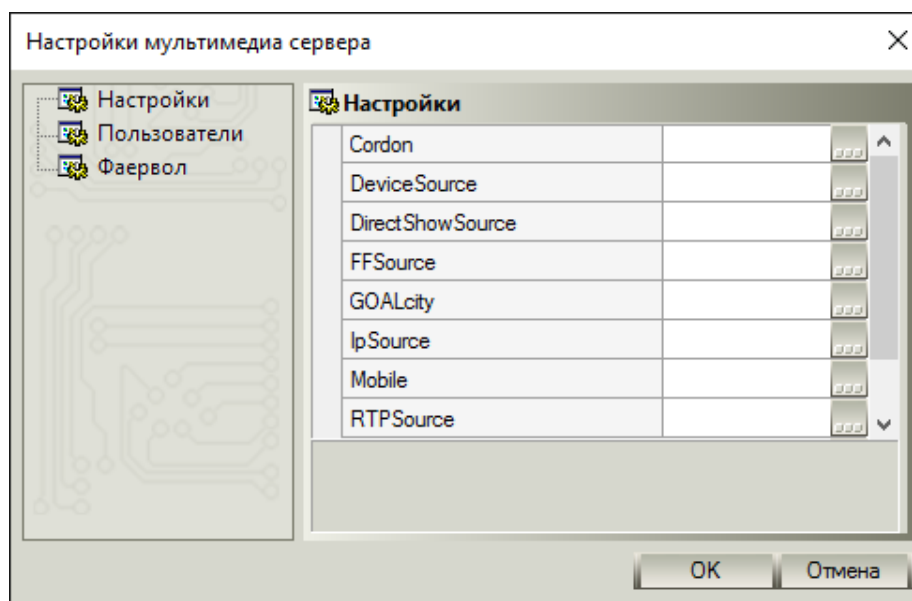 Настройки мультимедиа сервера
Настройки
Пользователи
Фаервол
Настройки
Cordon
DeviceSource
DirectShowSource
FFSource
GOALcity
IpSource
Mobile
RTPSource
OK
Отмена